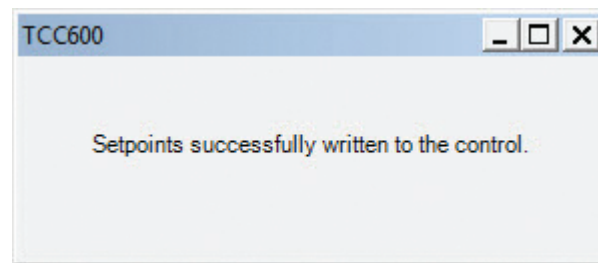 TCC600
Setpoints successfully written to the control.